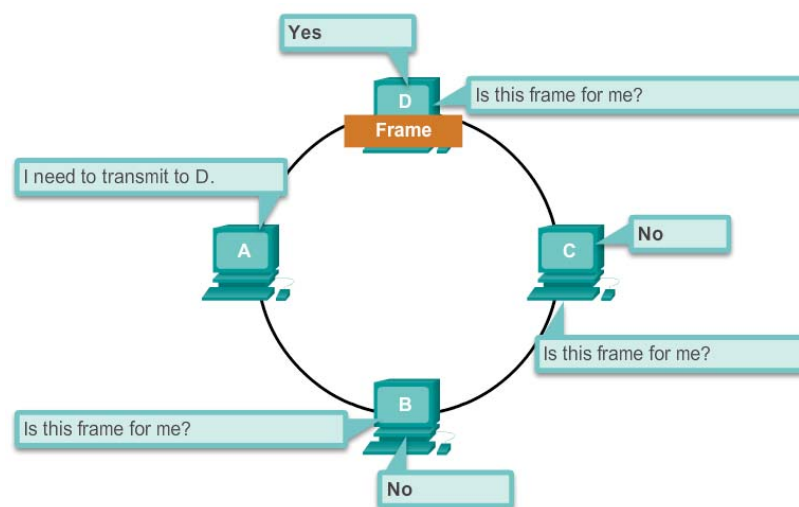 Yes
D
Is this frame for me?
Frame
I need to transmit to D.
A
No
C
Is this frame for me?
B
Is this frame for me?
No